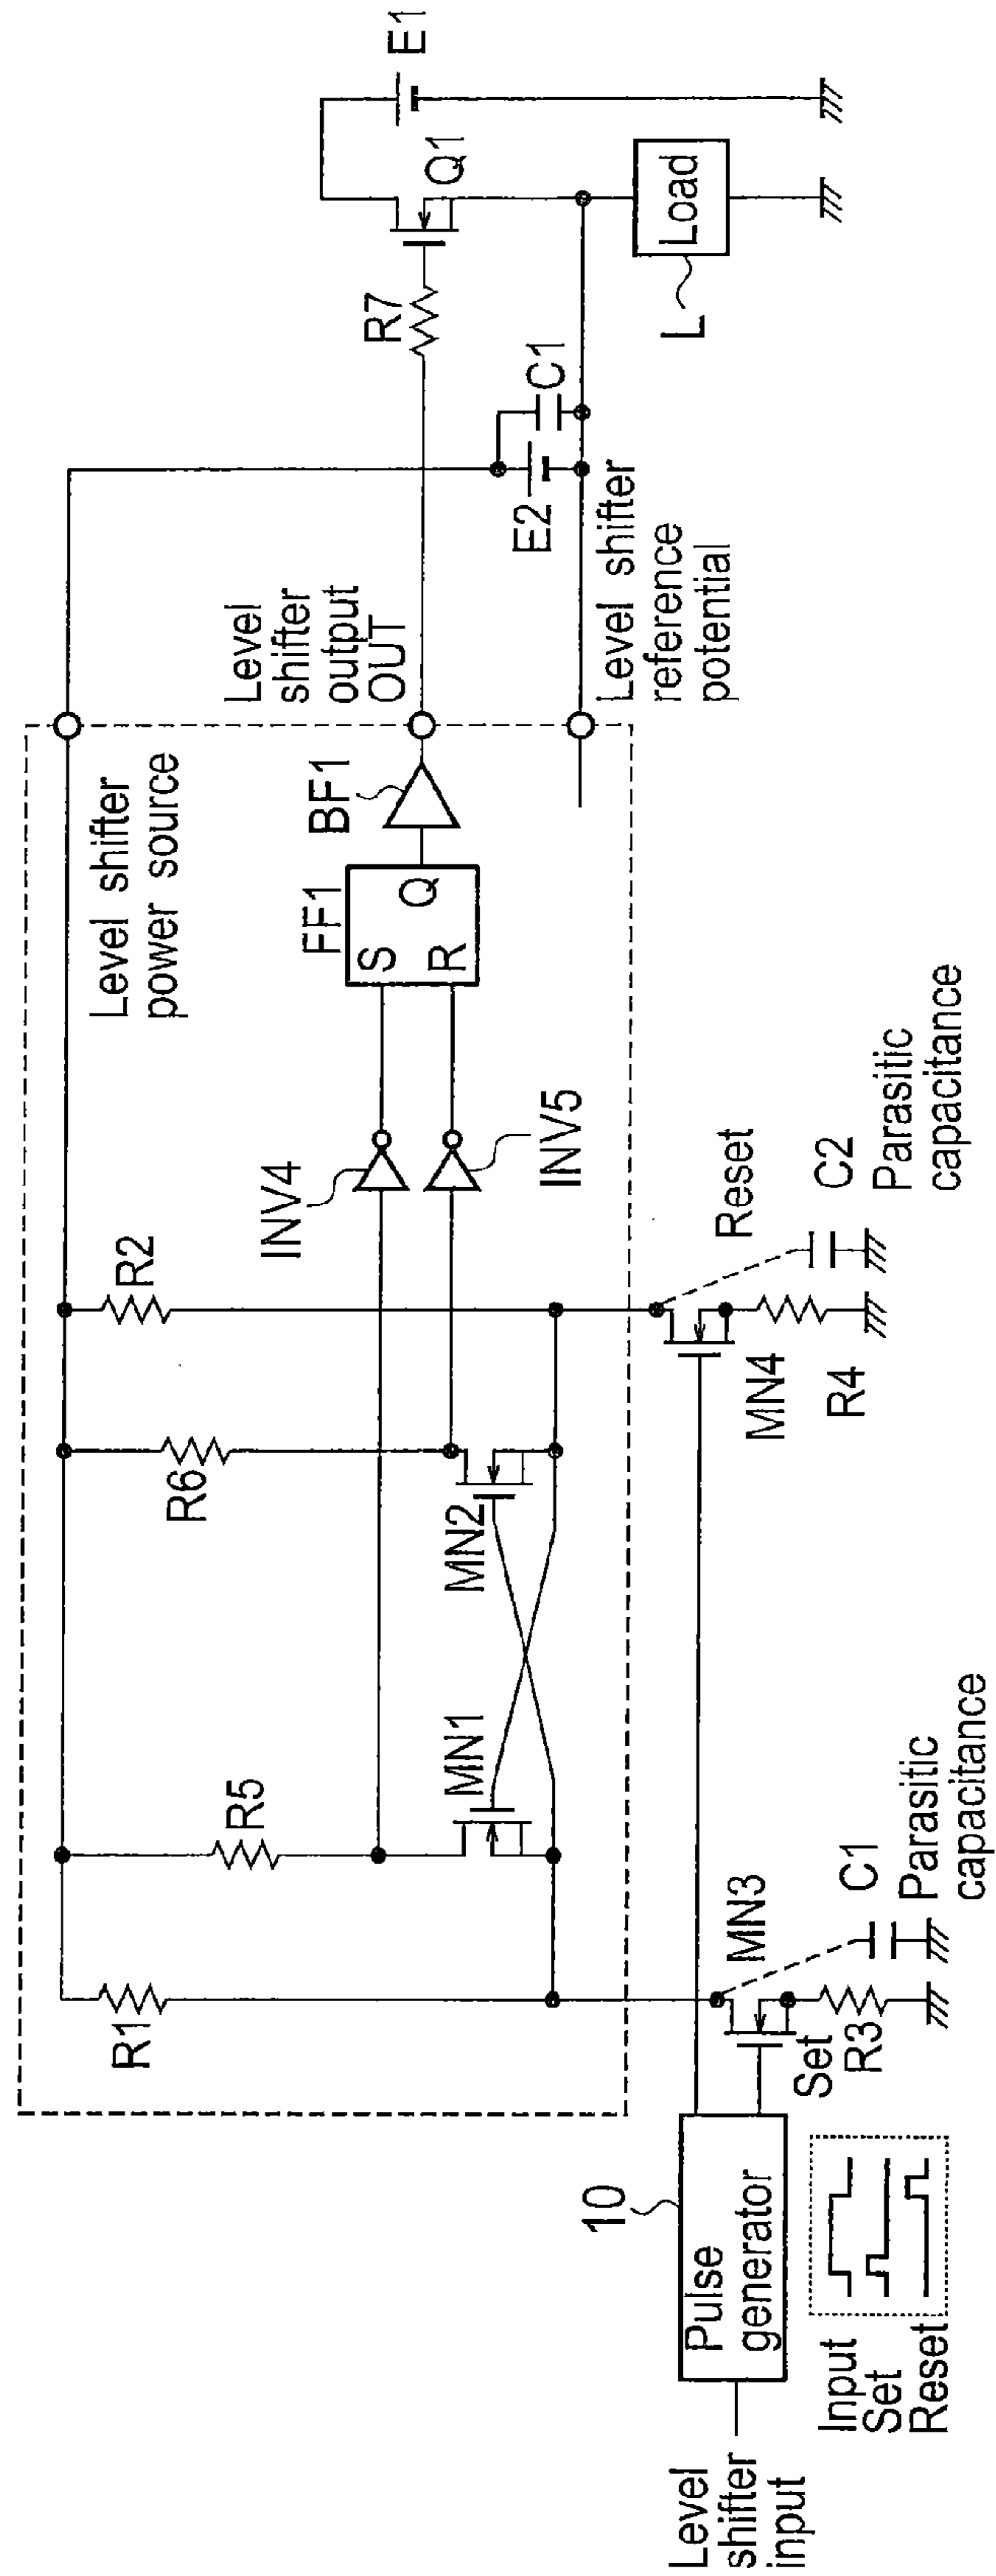 Level shifter
power source
R1
R5
R6
R2
MN1
MN2
INV4
INV5
FF1
S
R
Q
BF1
Level
shifter
output
OUT
Level shifter
reference
potential
E2
C1
R7
Q1
E1
Load
L
Level
shifter
input
10
Pulse
generator
Set
MN3
R3
C1
Parasitic
capacitance
Reset
MN4
R4
C2
Parasitic
capacitance
Input
Set
Reset